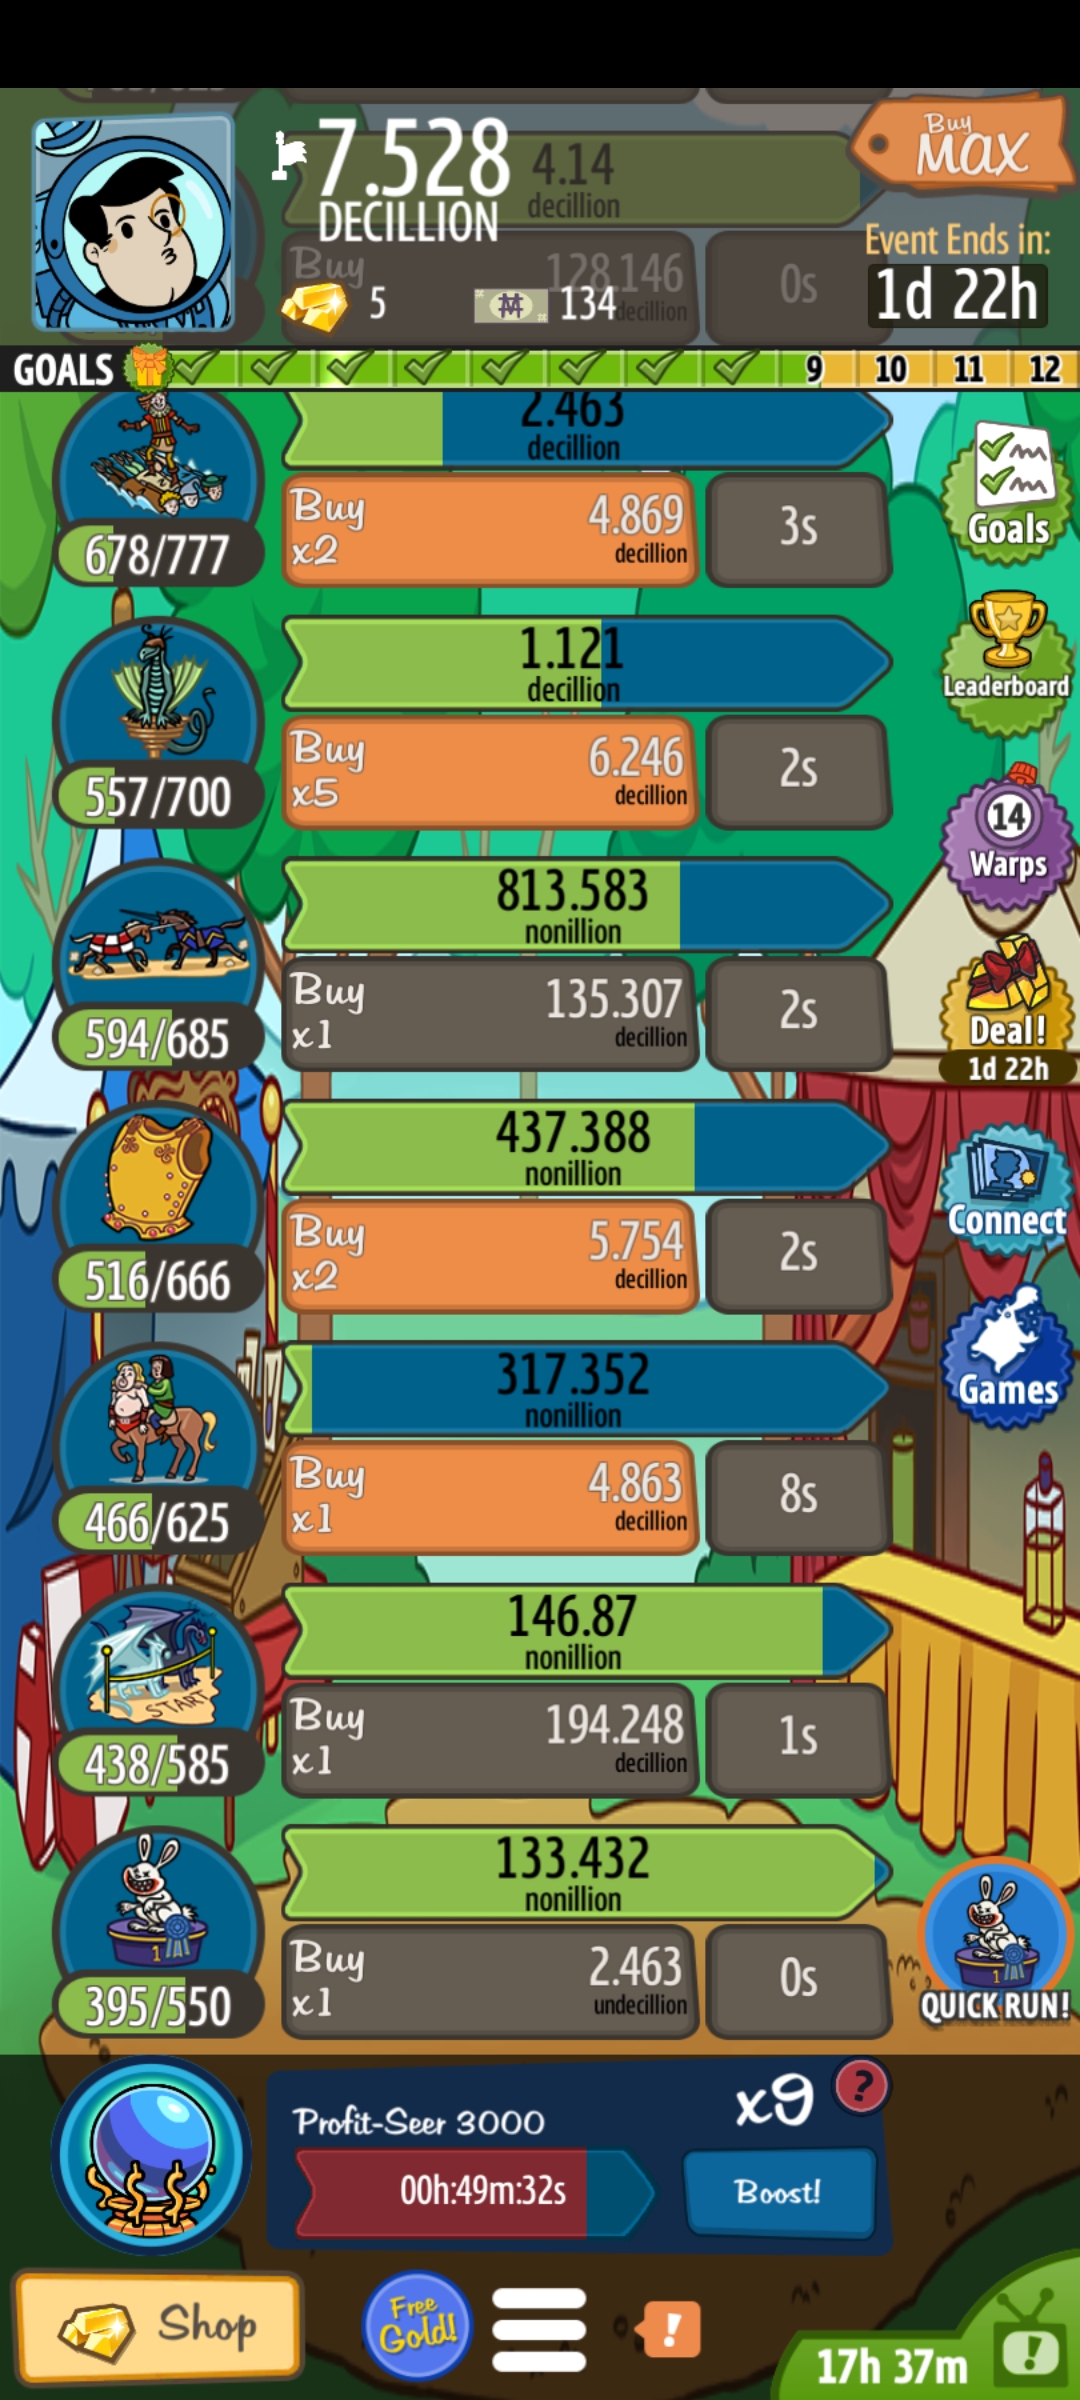 7.528
DECILLION
4.14
decillion
Buy
MAX
Buy
128.146
decillion
0s
5
134
Event Ends in:
1d 22h
GOALS
9
10
11
12
2.463
decillion
678/777
Buy
x2
4.869
decillion
3s
Goals
1.121
decillion
557/700
Buy
x5
6.246
decillion
2s
Leaderboard
813.583
nonillion
14
Warps
594/685
Buy
x1
135.307
decillion
2s
Deal!
1d 22h
437.388
nonillion
516/666
Buy
x2
5.754
decillion
2s
Connect
317.352
nonillion
466/625
Buy
x1
4.863
decillion
8s
Games
146.87
nonillion
START
438/585
Buy
x1
194.248
decillion
1s
133.432
nonillion
1
395/550
Buy
x1
2.463
undecillion
0s
1
QUICK RUN!
Profit-Seer 3000
x9
?
00h:49m:32s
Boost!
Shop
Free
Gold!
!
17h 37m
!